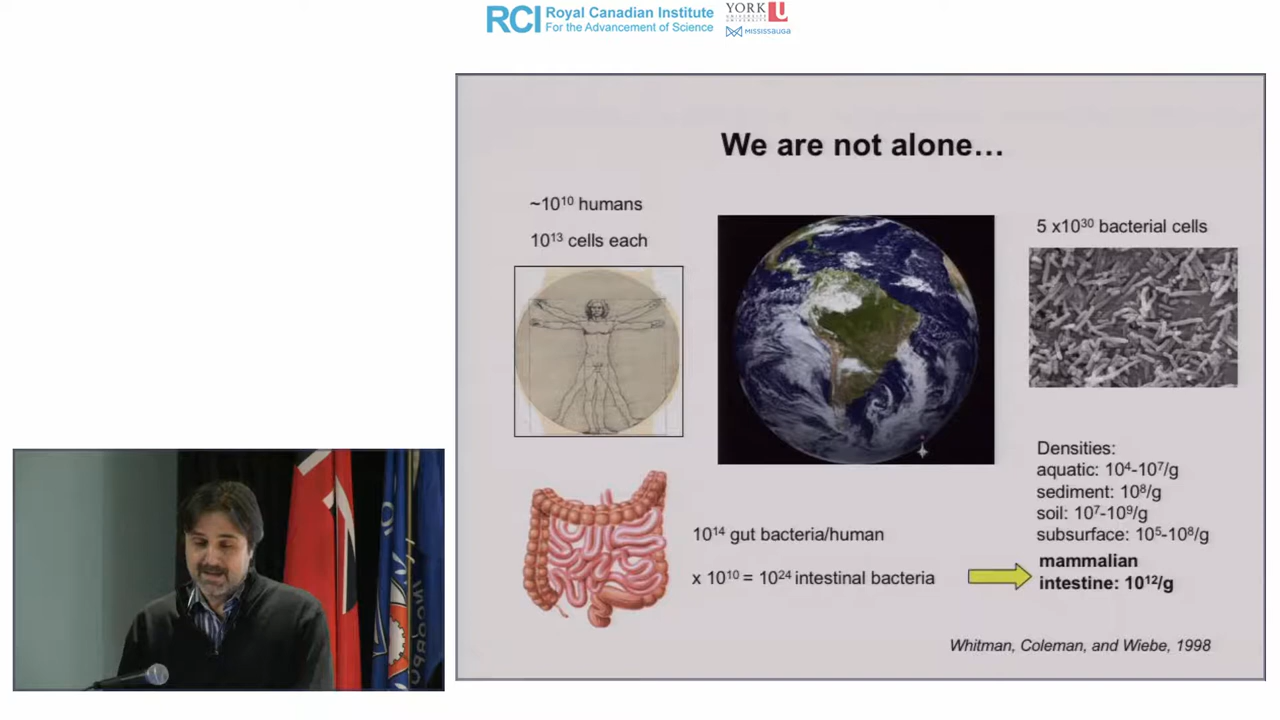 RCI Royal Canadian Institute
For the Advancement of Science
YORK U
UNIVERSITÉ
UNIVERSITY
MISSISSAUGA
We are not alone…
~10¹⁰ humans
10¹³ cells each
5 x10³⁰ bacterial cells
Densities:
aquatic: 10⁴-10⁷/g
sediment: 10⁸/g
soil: 10⁷-10⁹/g
subsurface: 10⁵-10⁸/g
mammalian
intestine: 10¹²/g
10¹⁴ gut bacteria/human
x 10¹⁰ = 10²⁴ intestinal bacteria
Whitman, Coleman, and Wiebe, 1998